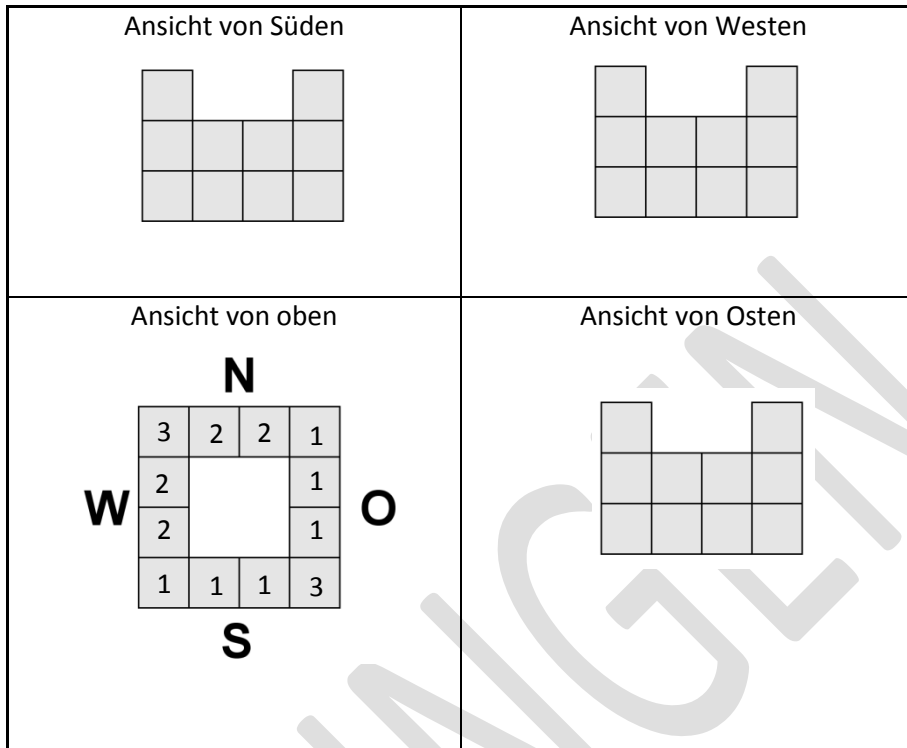 Ansicht von Süden
Ansicht von Westen
Ansicht von oben
N
3 2 2 1
2 1
W O
2 1
1 1 1 3
S
Ansicht von Osten